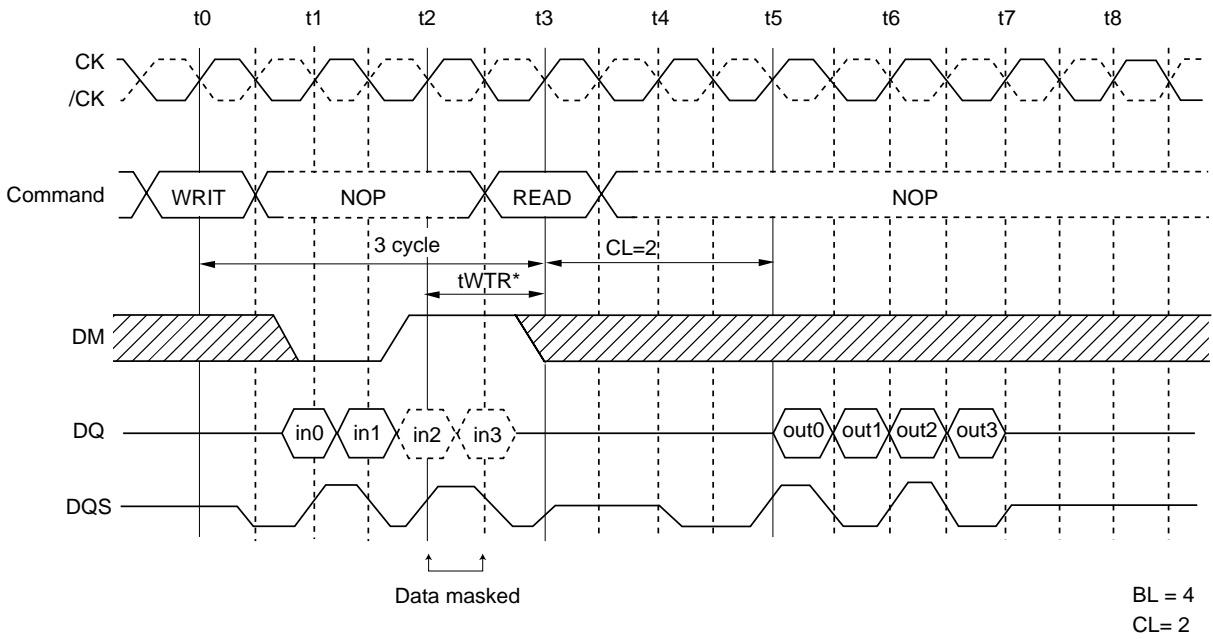 t0 t1 t2 t3 t4 t5 t6 t7 t8
CK
/CK
Command WRIT NOP READ NOP
3 cycle CL=2
tWTR*
DM
DQ in0 in1 in2 in3 out0 out1 out2 out3
DQS
Data masked
BL = 4
CL= 2